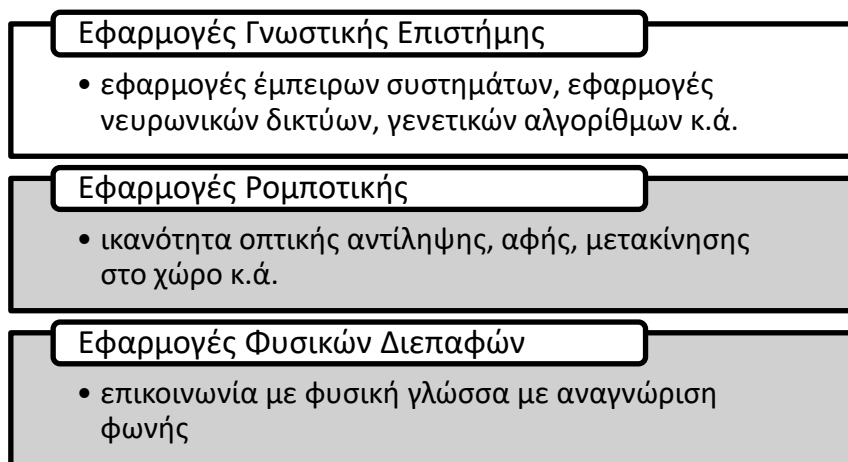 Εφαρμογές Γνωστικής Επιστήμης
• εφαρμογές έμπειρων συστημάτων, εφαρμογές
νευρωνικών δικτύων, γενετικών αλγορίθμων κ.ά.
Εφαρμογές Ρομποτικής
• ικανότητα οπτικής αντίληψης, αφής, μετακίνησης
στο χώρο κ.ά.
Εφαρμογές Φυσικών Διεπαφών
• επικοινωνία με φυσική γλώσσα με αναγνώριση
φωνής